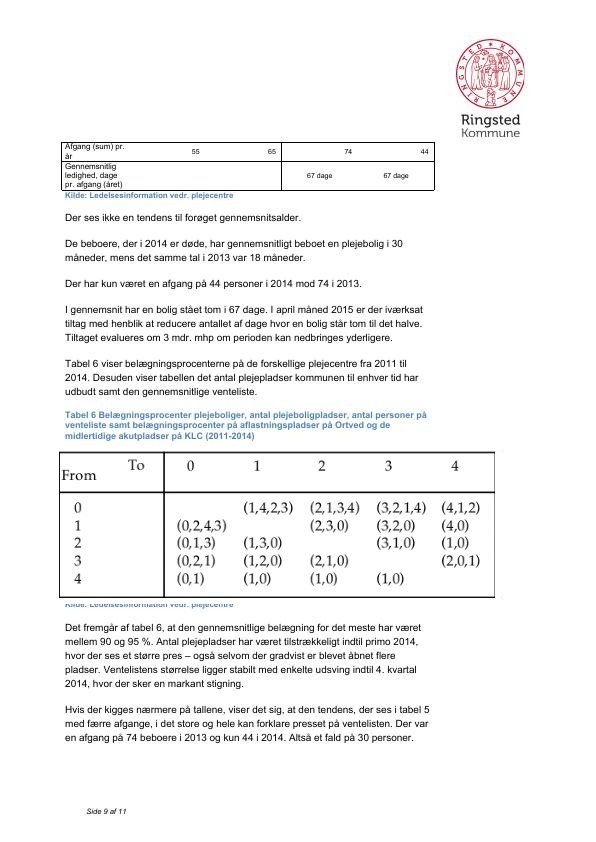 RINGSTED KOMMUNE
Ringsted
Kommune
Afgang (sum) pr. år 55 65 74 44
Gennemsnitlig ledighed, dage pr. afgang (året) 67 dage 67 dage
Kilde: Ledelsesinformation vedr. plejecentre
Der ses ikke en tendens til forøget gennemsnitsalder.
De beboere, der i 2014 er døde, har gennemsnitligt beboet en plejebolig i 30
måneder, mens det samme tal i 2013 var 18 måneder.
Der har kun været en afgang på 44 personer i 2014 mod 74 i 2013.
I gennemsnit har en bolig stået tom i 67 dage. I april måned 2015 er der iværksat
tiltag med henblik at reducere antallet af dage hvor en bolig står tom til det halve.
Tiltaget evalueres om 3 mdr. mhp om perioden kan nedbringes yderligere.
Tabel 6 viser belægningsprocenterne på de forskellige plejecentre fra 2011 til
2014. Desuden viser tabellen det antal plejepladser kommunen til enhver tid har
udbudt samt den gennemsnitlige venteliste.
Tabel 6 Belægningsprocenter plejeboliger, antal plejeboligpladser, antal personer på
venteliste samt belægningsprocenter på aflastningspladser på Ortved og de
midlertidige akutpladser på KLC (2011-2014)
From To 0 1 2 3 4
0 (1,4,2,3) (2,1,3,4) (3,2,1,4) (4,1,2)
1 (0,2,4,3) (2,3,0) (3,2,0) (4,0)
2 (0,1,3) (1,3,0) (3,1,0) (1,0)
3 (0,2,1) (1,2,0) (2,1,0) (2,0,1)
4 (0,1) (1,0) (1,0) (1,0)
Kilde: Ledelsesinformation vedr. plejecentre
Det fremgår af tabel 6, at den gennemsnitlige belægning for det meste har været
mellem 90 og 95 %. Antal plejepladser har været tilstrækkeligt indtil primo 2014,
hvor der ses et større pres – også selvom der gradvist er blevet åbnet flere
pladser. Ventelistens størrelse ligger stabilt med enkelte udsving indtil 4. kvartal
2014, hvor der sker en markant stigning.
Hvis der kigges nærmere på tallene, viser det sig, at den tendens, der ses i tabel 5
med færre afgange, i det store og hele kan forklare presset på ventelisten. Der var
en afgang på 74 beboere i 2013 og kun 44 i 2014. Altså et fald på 30 personer.
Side 9 af 11